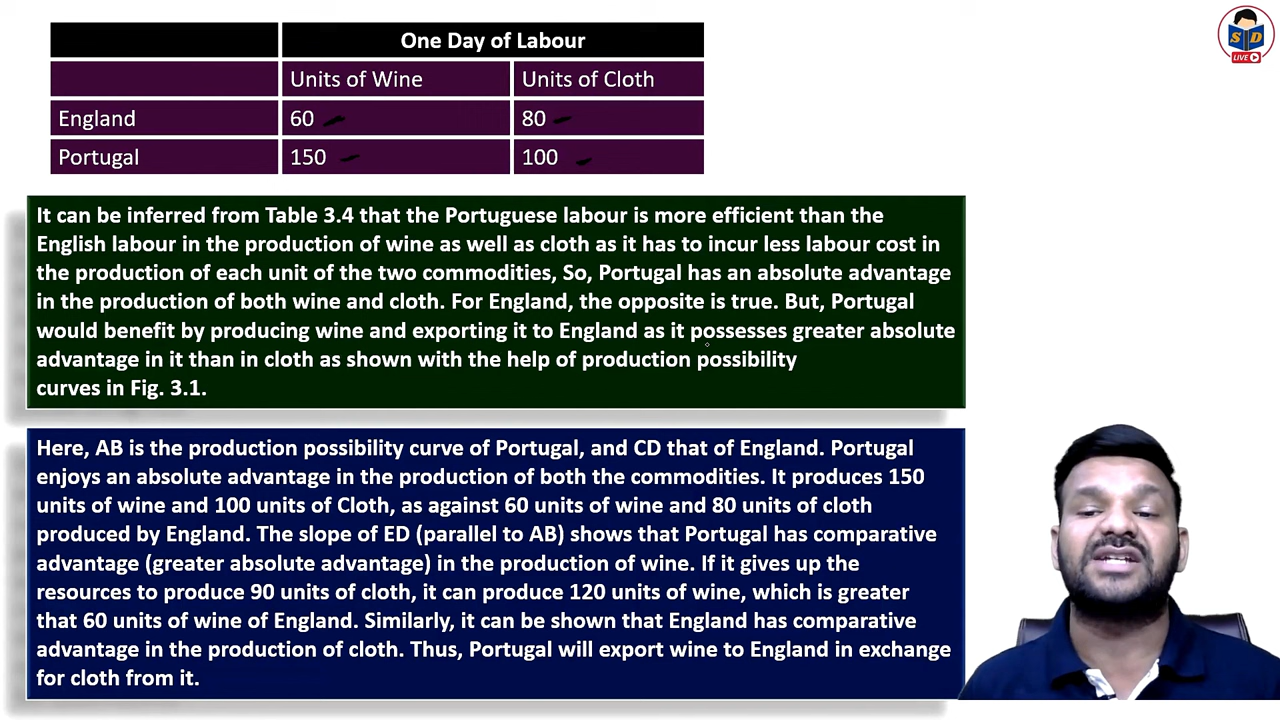 One Day of Labour
Units of Wine Units of Cloth
England 60 80
Portugal 150 100
It can be inferred from Table 3.4 that the Portuguese labour is more efficient than the
English labour in the production of wine as well as cloth as it has to incur less labour cost in
the production of each unit of the two commodities, So, Portugal has an absolute advantage
in the production of both wine and cloth. For England, the opposite is true. But, Portugal
would benefit by producing wine and exporting it to England as it possesses greater absolute
advantage in it than in cloth as shown with the help of production possibility
curves in Fig. 3.1.
Here, AB is the production possibility curve of Portugal, and CD that of England. Portugal
enjoys an absolute advantage in the production of both the commodities. It produces 150
units of wine and 100 units of Cloth, as against 60 units of wine and 80 units of cloth
produced by England. The slope of ED (parallel to AB) shows that Portugal has comparative
advantage (greater absolute advantage) in the production of wine. If it gives up the
resources to produce 90 units of cloth, it can produce 120 units of wine, which is greater
that 60 units of wine of England. Similarly, it can be shown that England has comparative
advantage in the production of cloth. Thus, Portugal will export wine to England in exchange
for cloth from it.
S D
LIVE